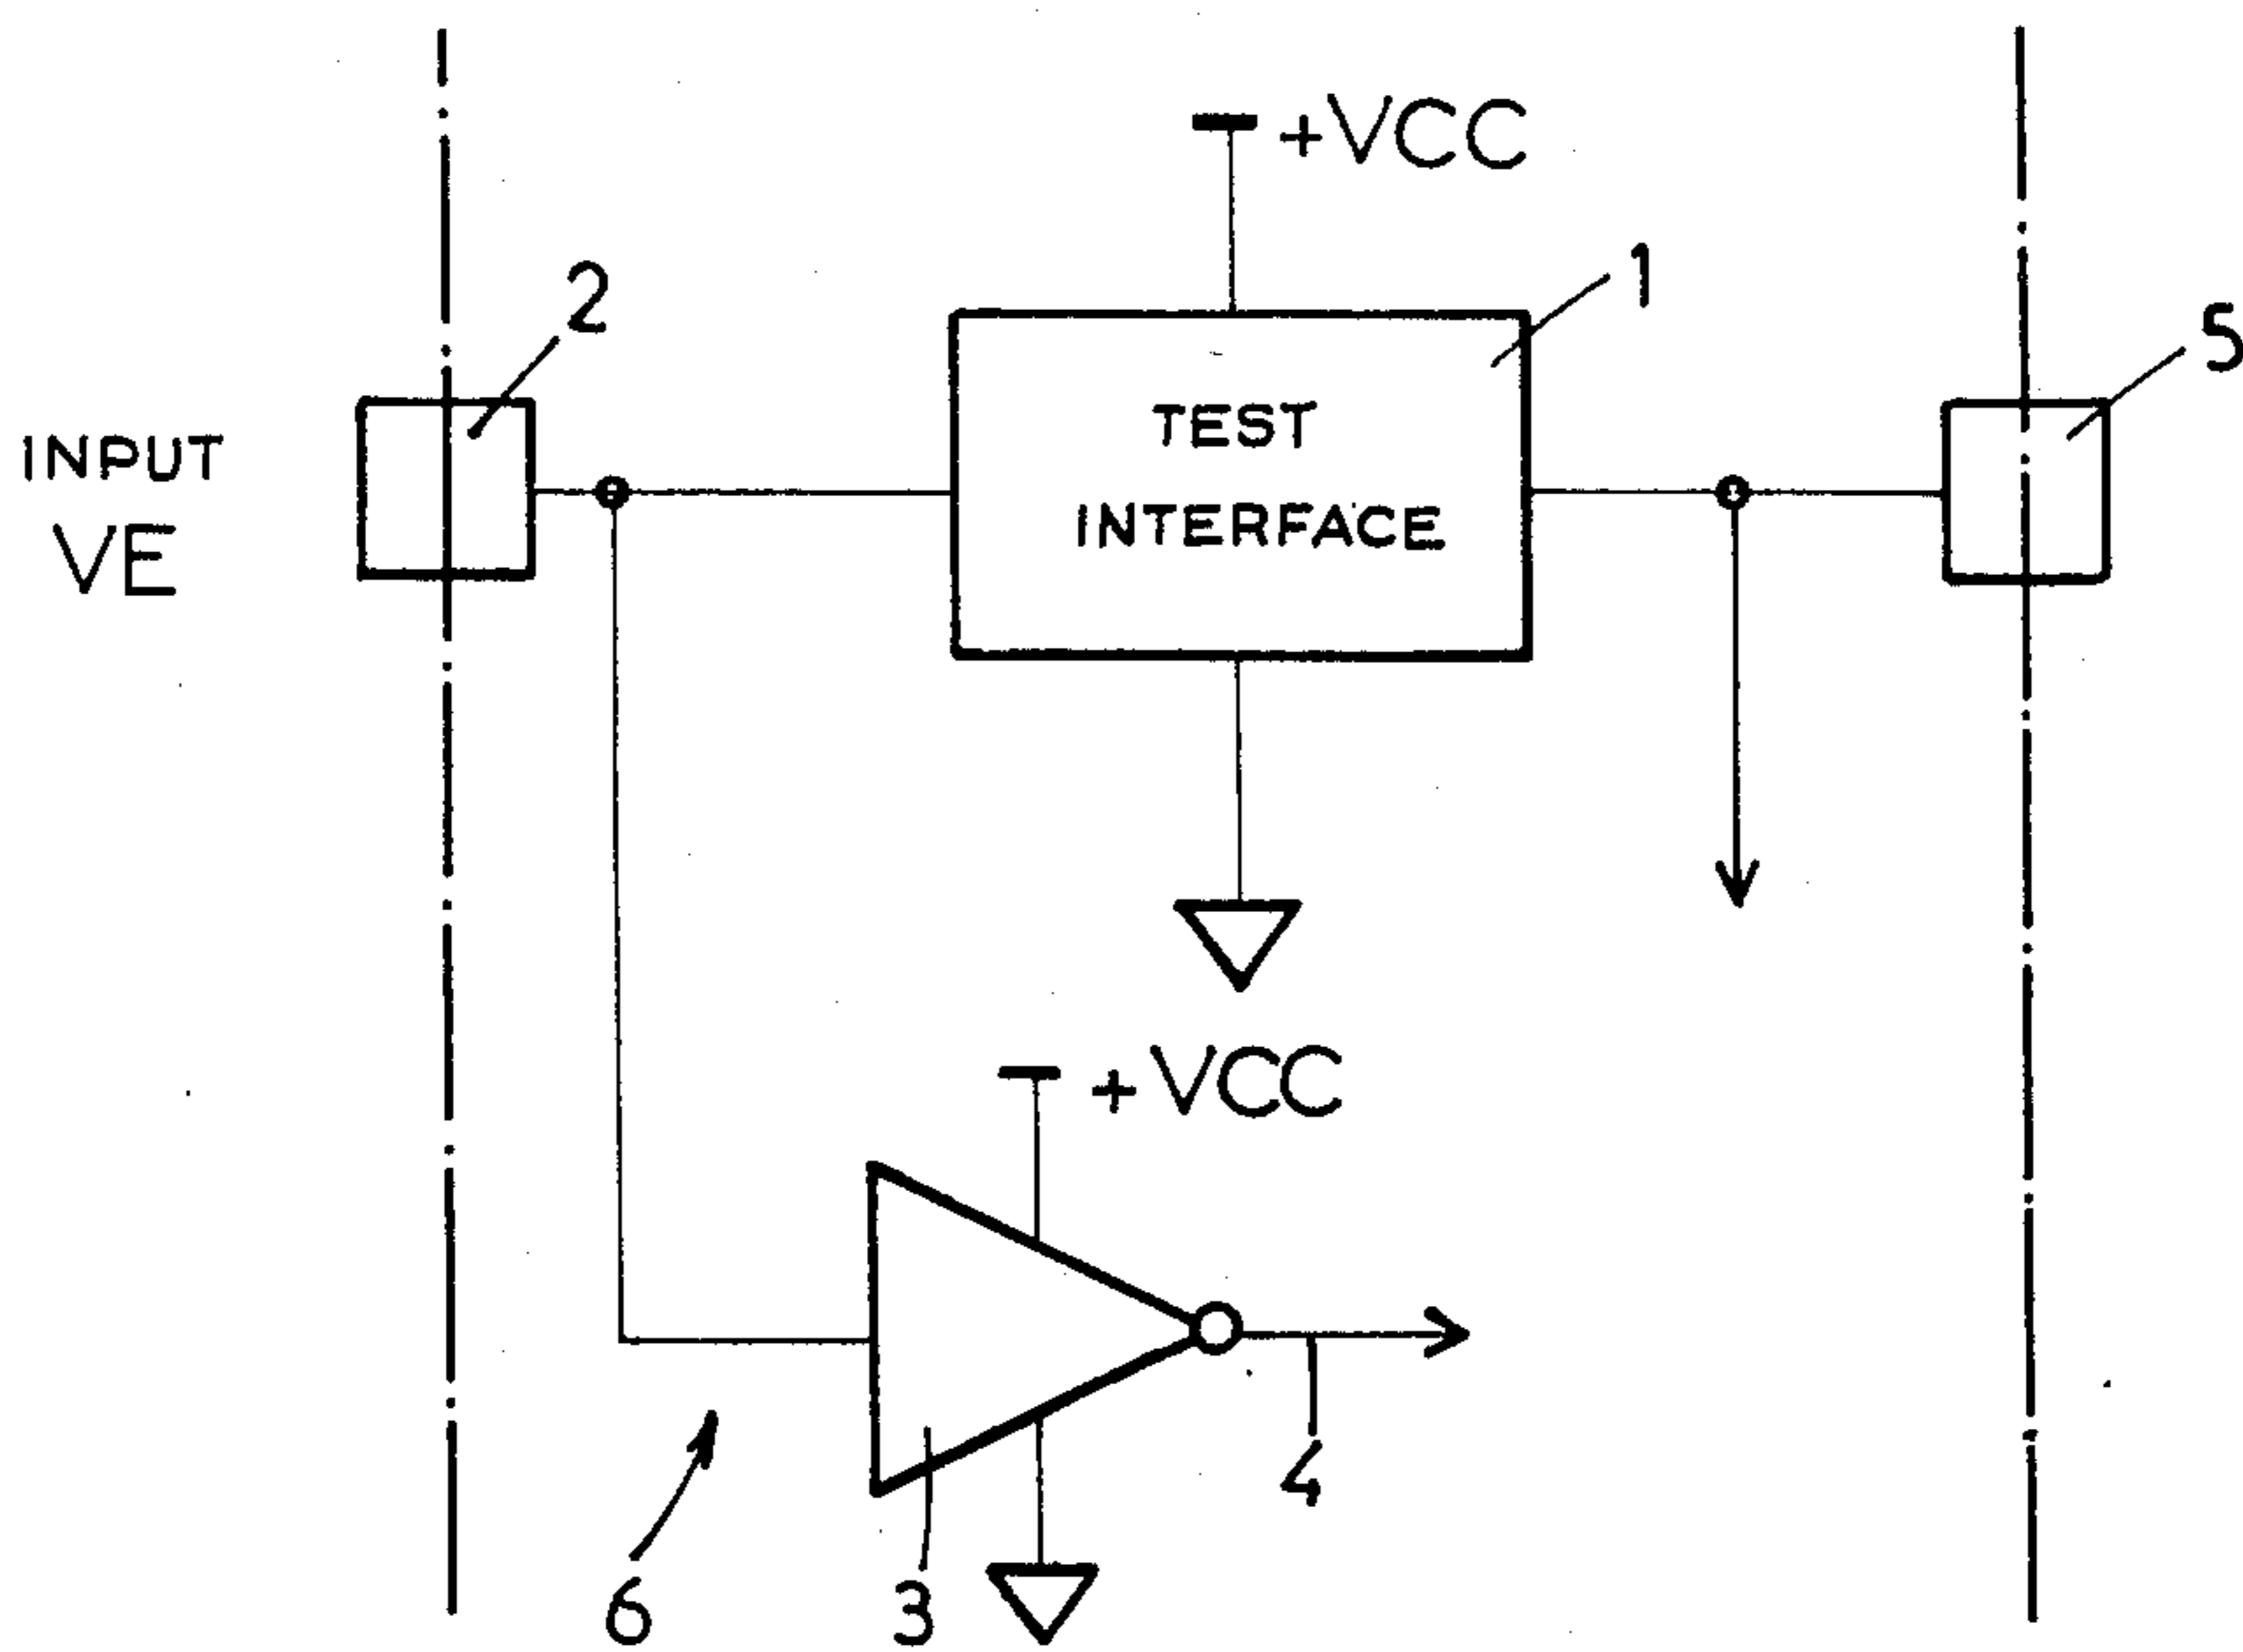 +VCC
1
2
5
TEST
INPUT
INTERFACE
VE
+VCC
4
6
3